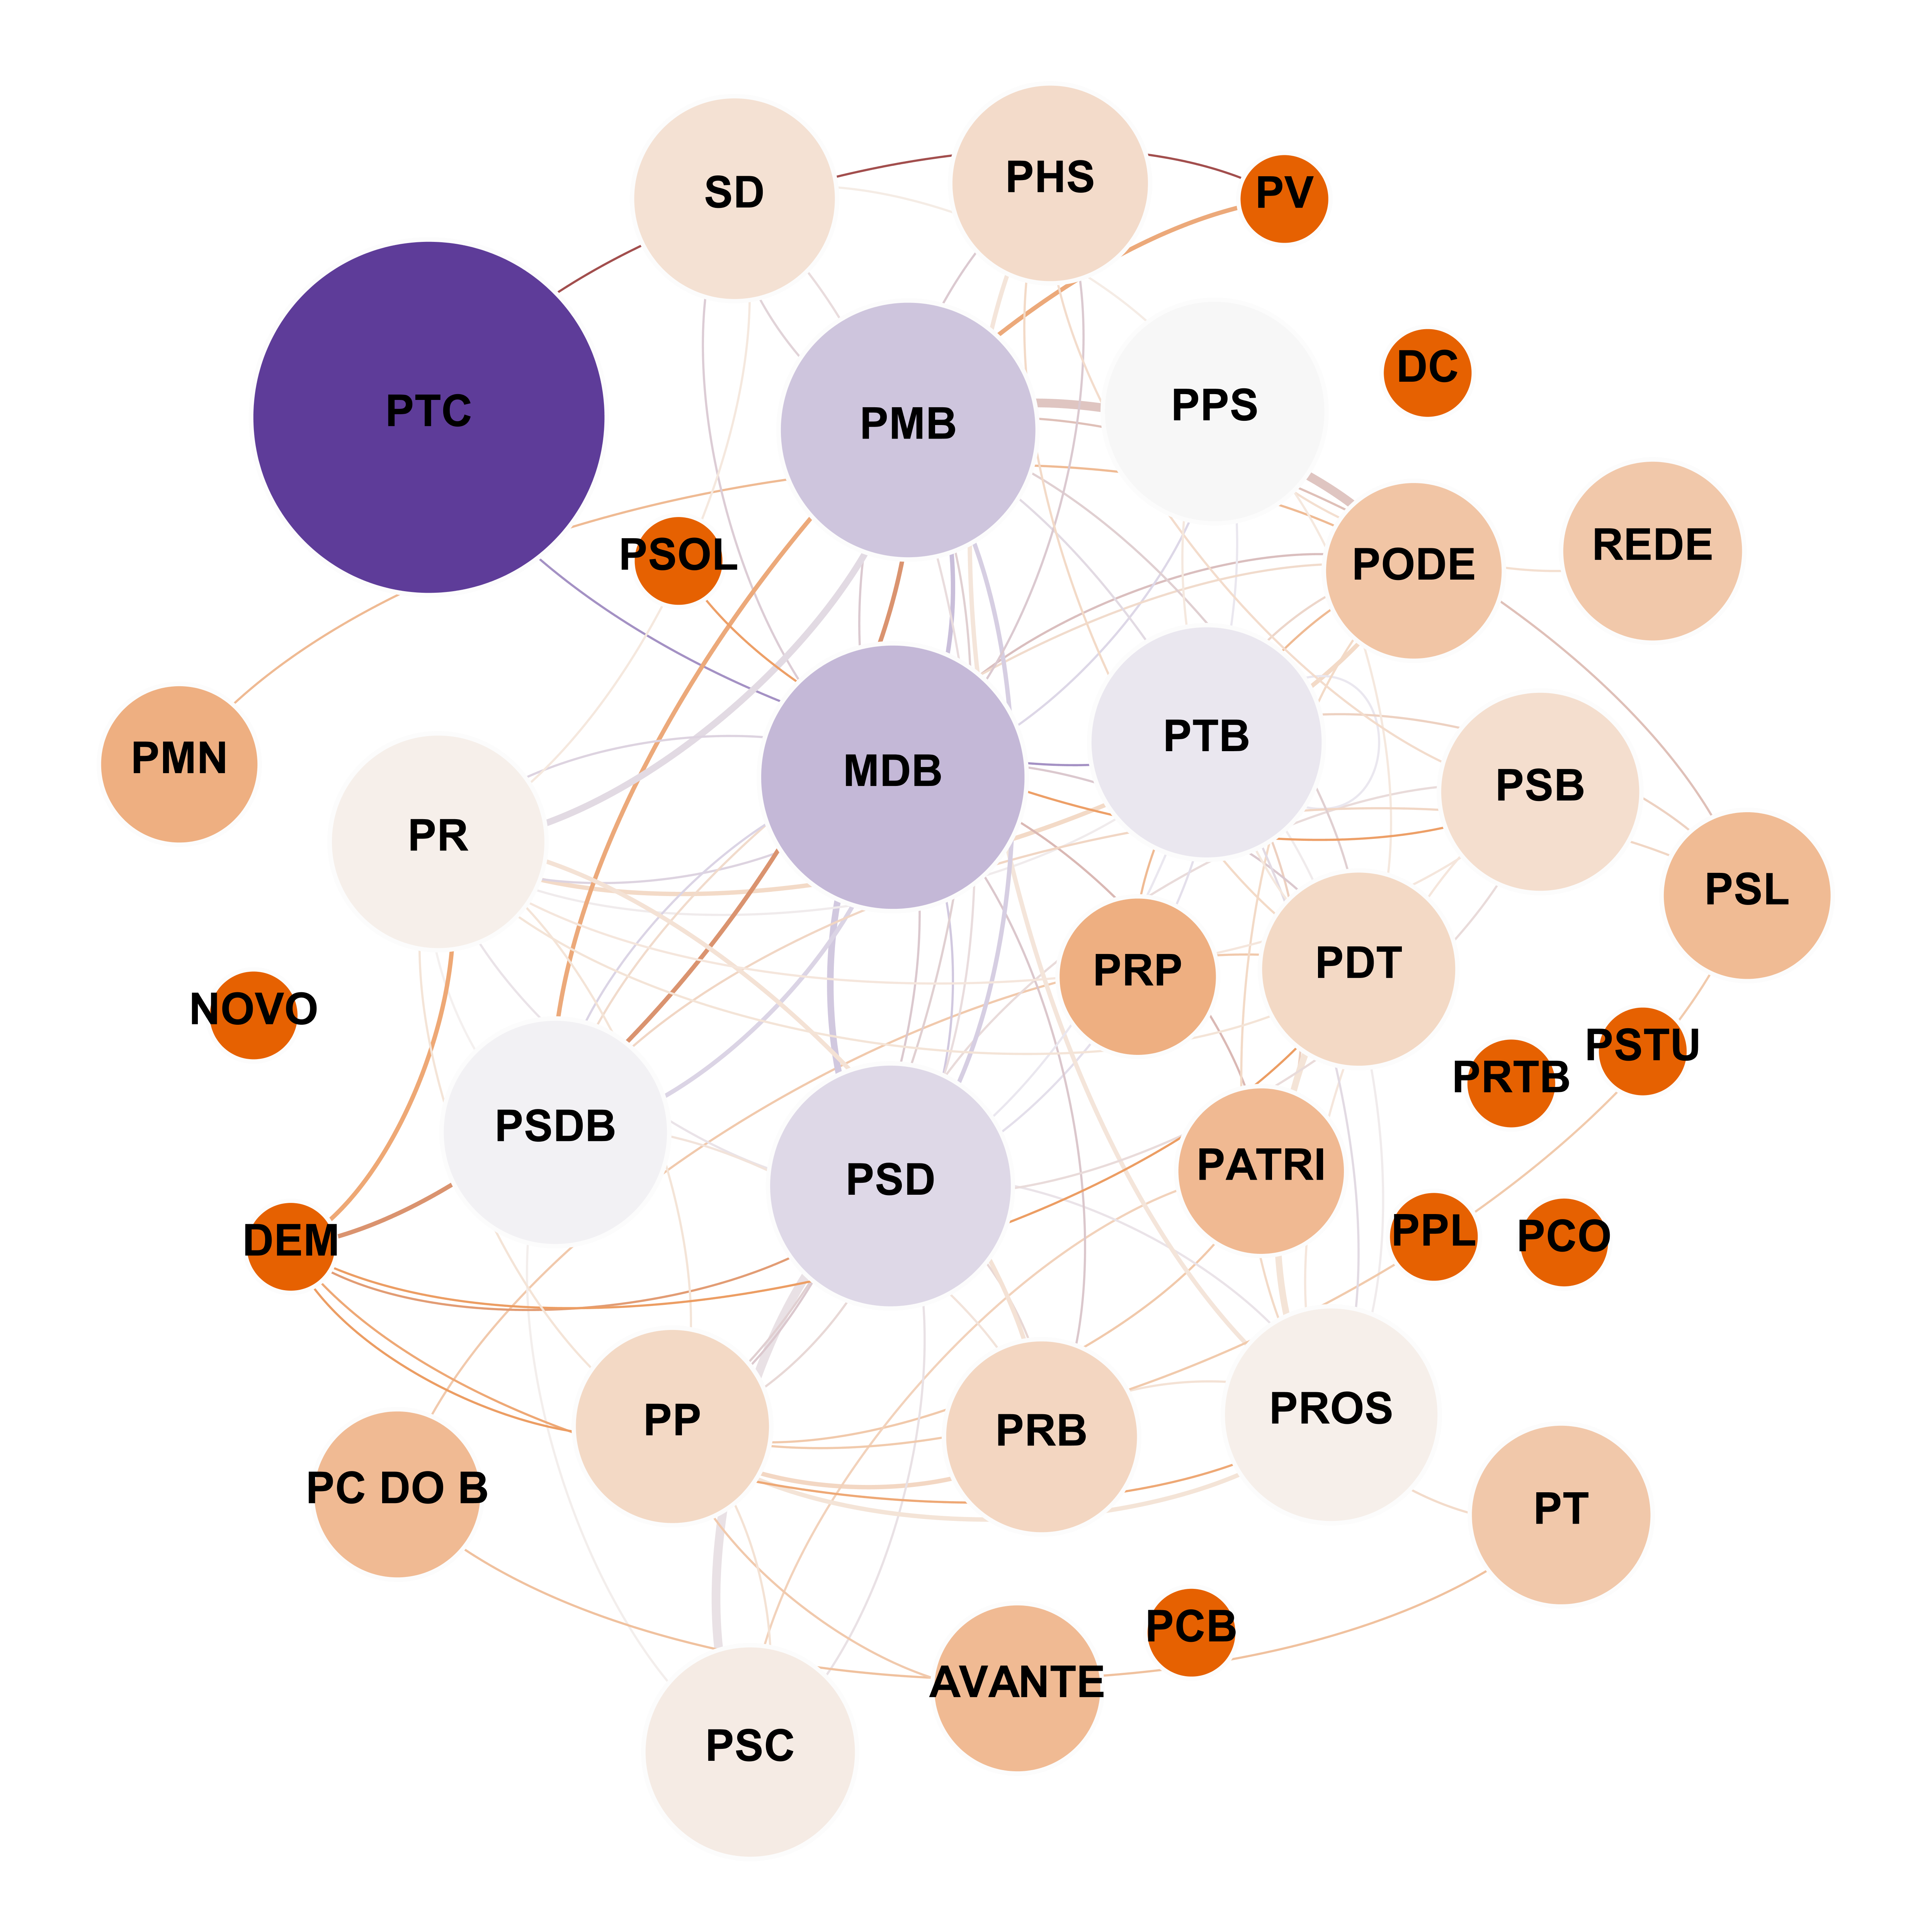 PHS
SD
PV
DC
PPS
PTC
PMB
REDE
PSOL
PODE
PTB
PMN
MDB
PSB
PR
PSL
PDT
PRP
NOVO
PSTU
PRTB
PSDB
PATRI
PSD
PPL
PCO
DEM
PROS
PP
PRB
PC DO B
PT
PCB
AVANTE
PSC